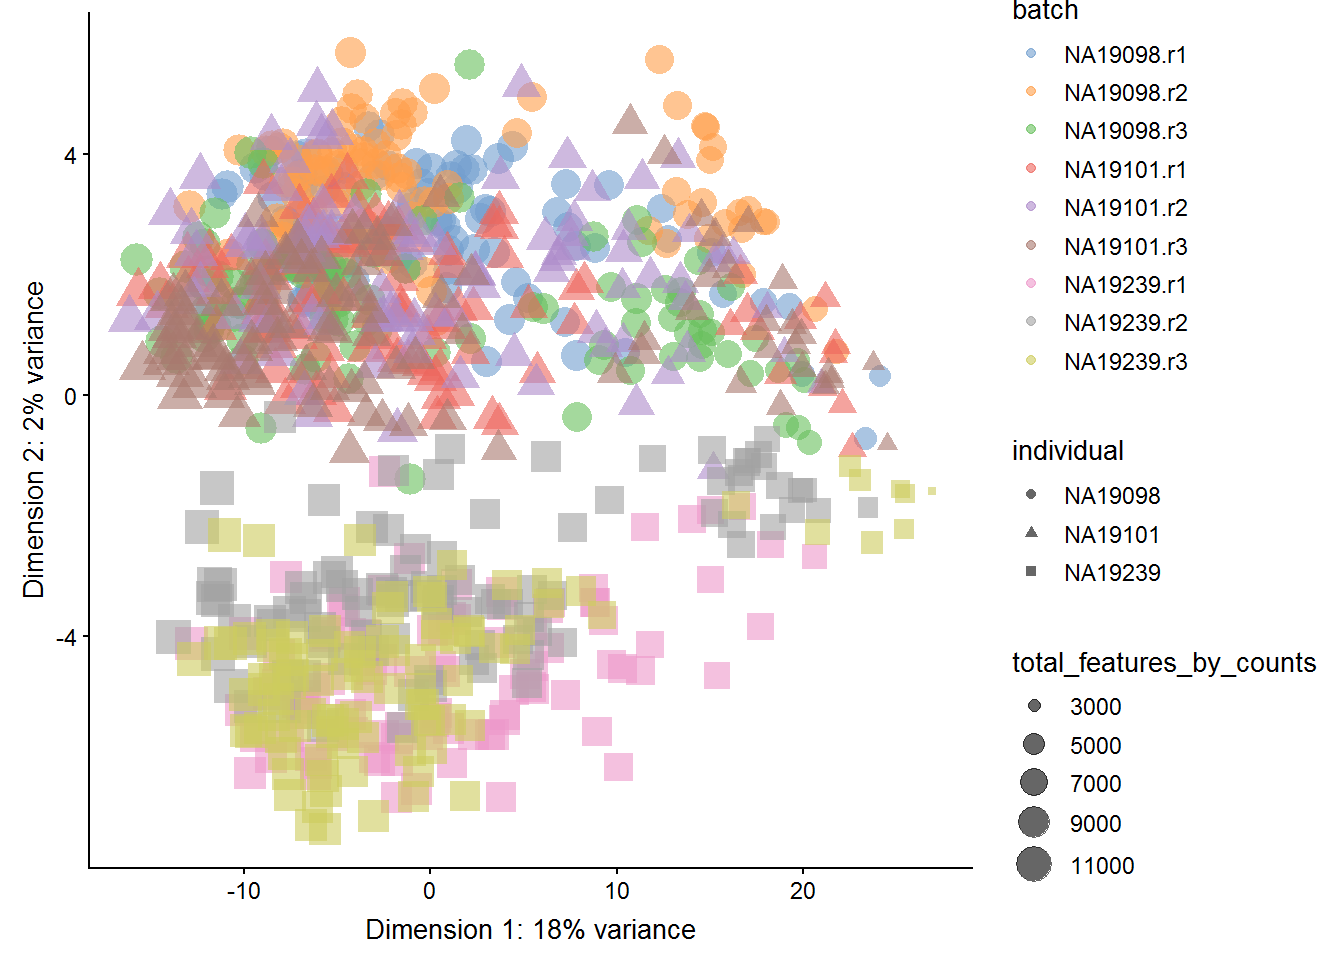 batch
NA19098.r1
NA19098.r2
NA19098.r3
NA19101.r1
NA19101.r2
NA19101.r3
NA19239.r1
NA19239.r2
NA19239.r3
individual
NA19098
NA19101
NA19239
total_features_by_counts
3000
5000
7000
9000
11000
4
0
-4
Dimension 2: 2% variance
-10
0
10
20
Dimension 1: 18% variance